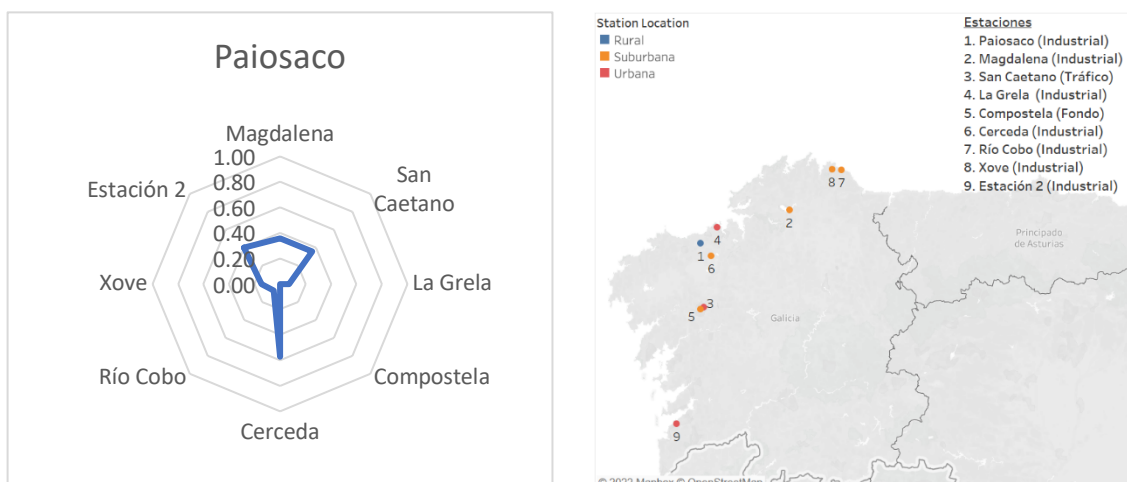 Paiosaco
Magdalena
1.00
0.80
0.60
0.40
0.20
0.00
San
Caetano
La Grela
Compostela
Cerceda
Río Cobo
Xove
Estación 2
Station Location
Rural
Suburbana
Urbana
Estaciones
1. Paiosaco (Industrial)
2. Magdalena (Industrial)
3. San Caetano (Tráfico)
4. La Grela (Industrial)
5. Compostela (Fondo)
6. Cerceda (Industrial)
7. Río Cobo (Industrial)
8. Xove (Industrial)
9. Estación 2 (Industrial)
8 7
2
4
1
6
3
5
9
Principado
de Asturias
Galicia
© 2022 Mapbox © OpenStreetMap